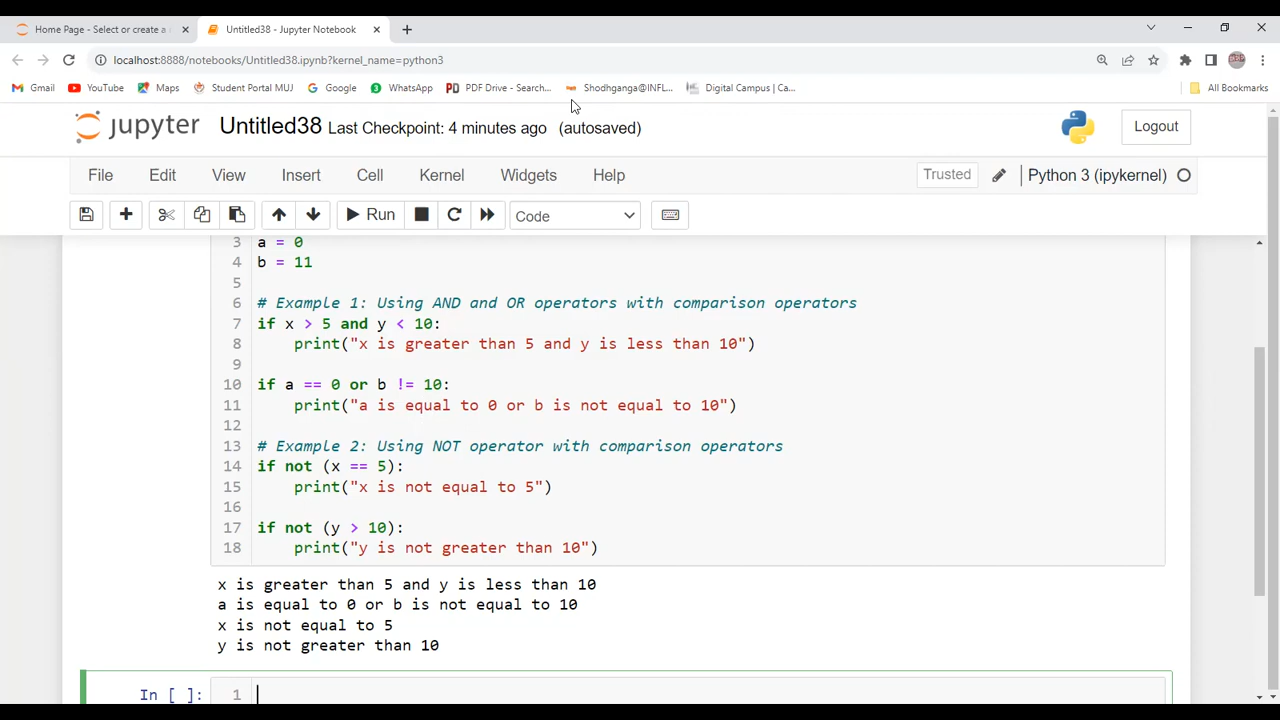 Home Page - Select or create a
Untitled38 - Jupyter Notebook
localhost:8888/notebooks/Untitled38.ipynb?kernel_name=python3
Gmail YouTube Maps Student Portal MUJ Google WhatsApp PDF Drive - Search... Shodhganga@INFL... Digital Campus | Ca... All Bookmarks
jupyter Untitled38 Last Checkpoint: 4 minutes ago (autosaved) Logout
File Edit View Insert Cell Kernel Widgets Help Trusted Python 3 (ipykernel)
Run Code
3 a = 0
4 b = 11
5
6 # Example 1: Using AND and OR operators with comparison operators
7 if x > 5 and y < 10:
8     print("x is greater than 5 and y is less than 10")
9
10 if a == 0 or b != 10:
11     print("a is equal to 0 or b is not equal to 10")
12
13 # Example 2: Using NOT operator with comparison operators
14 if not (x == 5):
15     print("x is not equal to 5")
16
17 if not (y > 10):
18     print("y is not greater than 10")
x is greater than 5 and y is less than 10
a is equal to 0 or b is not equal to 10
x is not equal to 5
y is not greater than 10
In [ ]: 1